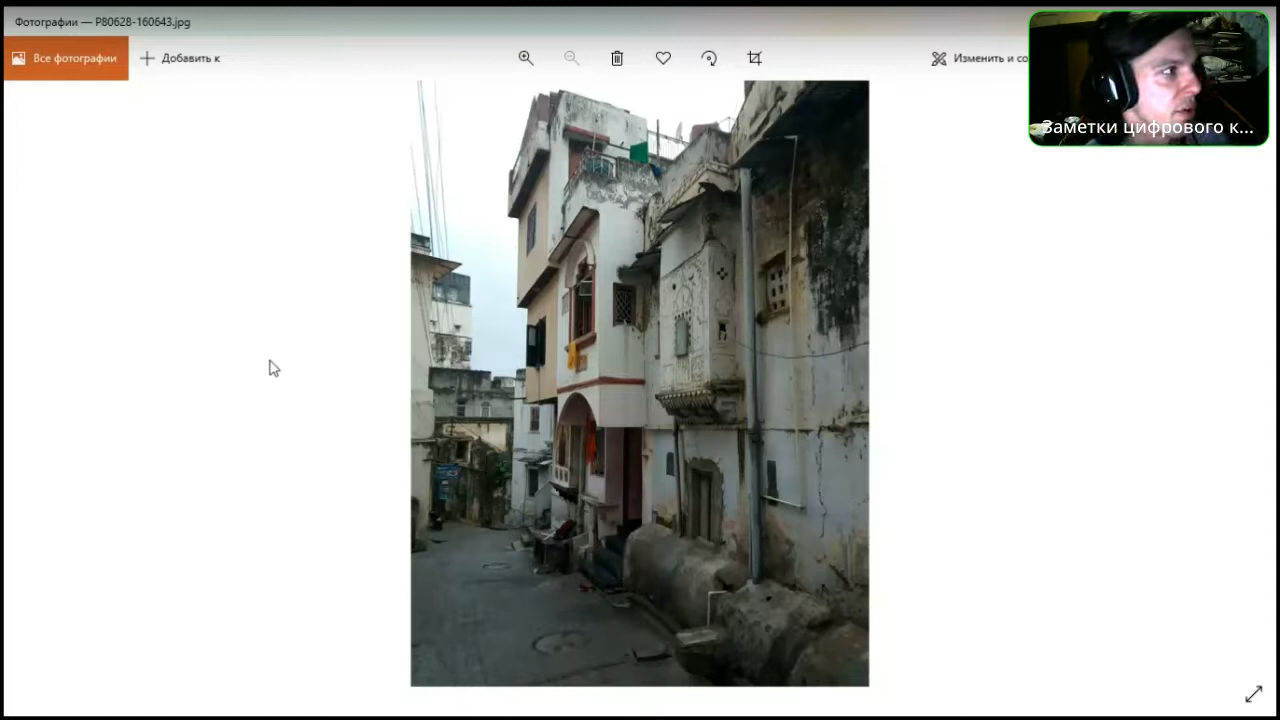 Фотографии — P80628-160643.jpg
Все фотографии
Добавить к
Изменить и со
Заметки цифрового к...